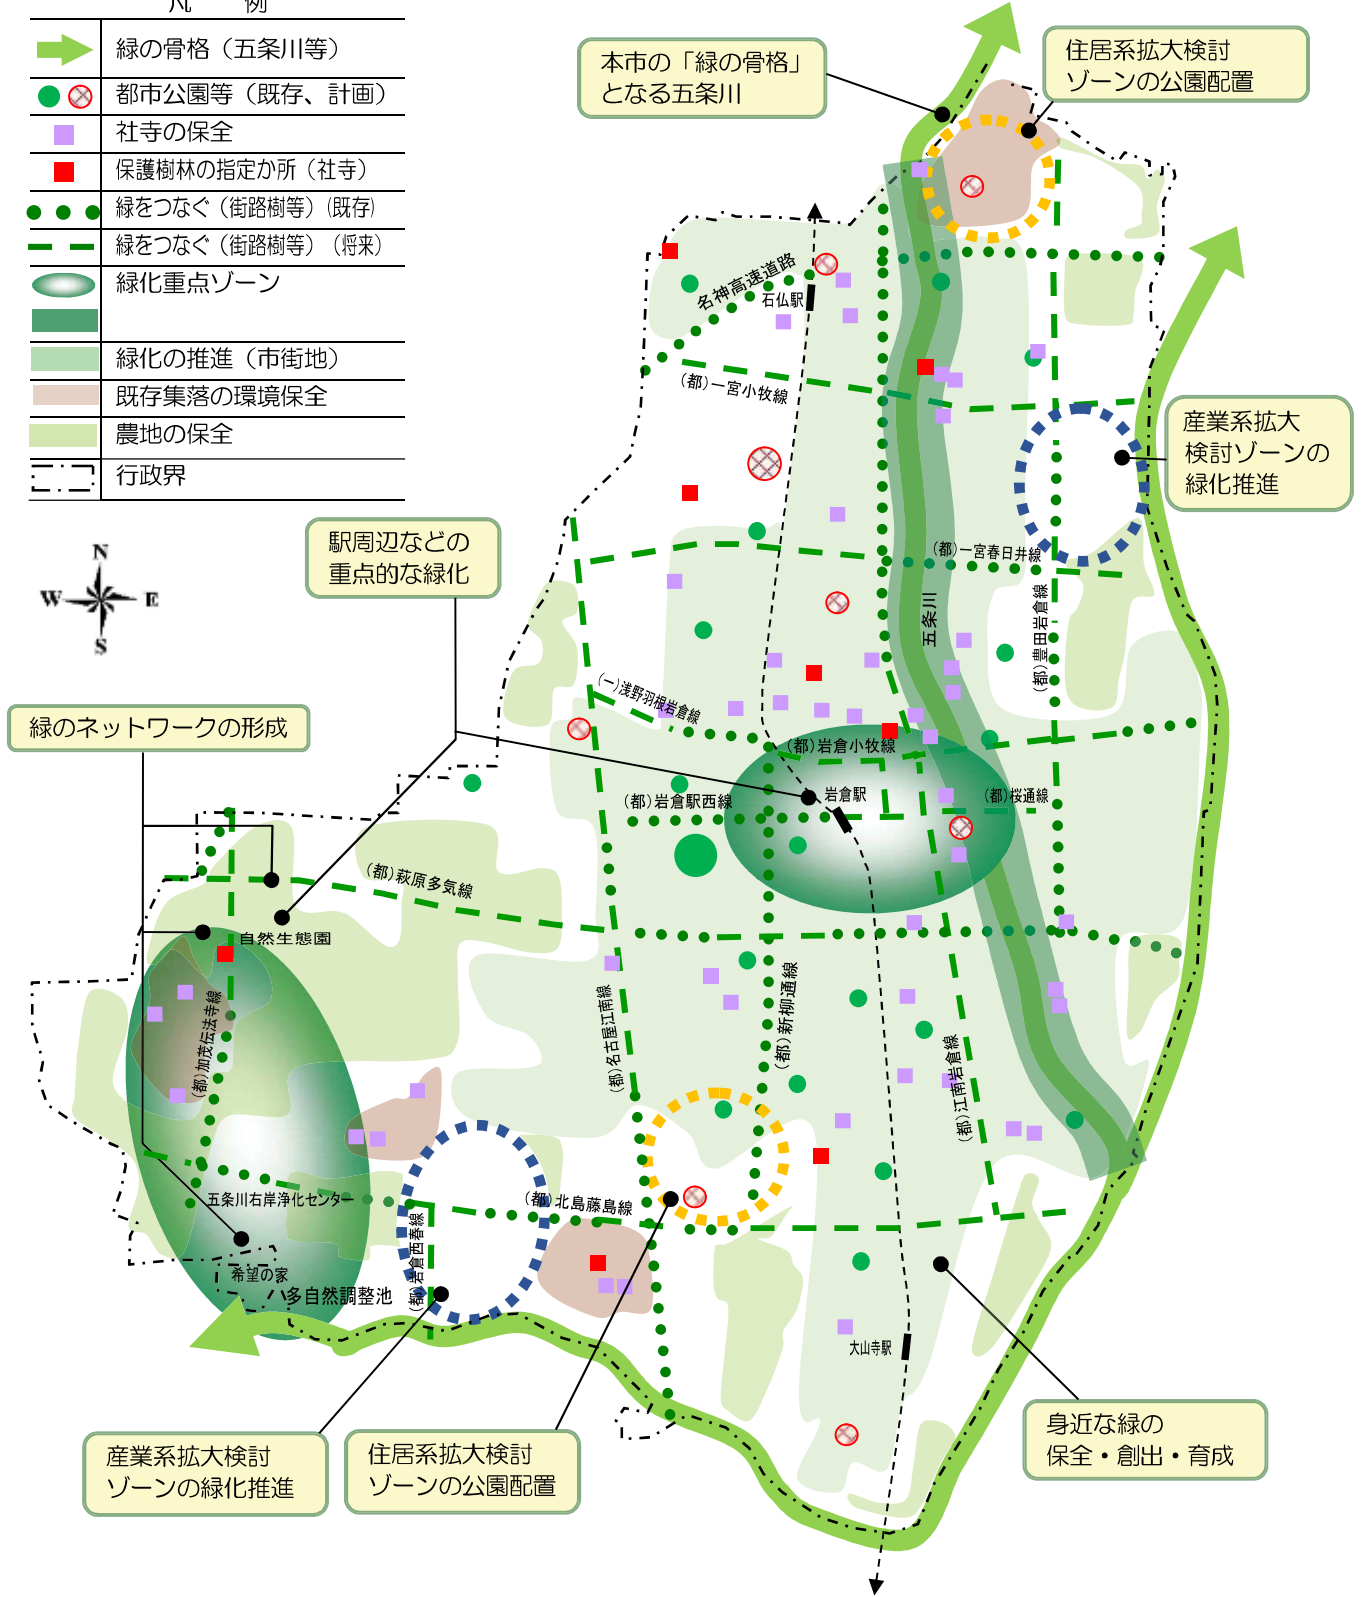 凡　例
緑の骨格（五条川等）
都市公園等（既存、計画）
社寺の保全
保護樹林の指定か所（社寺）
緑をつなぐ（街路樹等）（既存）
緑をつなぐ（街路樹等）（将来）
緑化重点ゾーン
緑化の推進（市街地）
既存集落の環境保全
農地の保全
行政界
N
W
E
S
本市の「緑の骨格」
となる五条川
住居系拡大検討
ゾーンの公園配置
名神高速道路
石仏駅
（都）一宮小牧線
産業系拡大
検討ゾーンの
緑化推進
駅周辺などの
重点的な緑化
（都）一宮春日井線
五条川
（都）豊田岩倉線
（一）浅野羽根岩倉線
緑のネットワークの形成
（都）岩倉小牧線
岩倉駅
（都）桜通線
（都）岩倉駅西線
（都）萩原多気線
自然生態園
（都）加茂伝法寺線
（都）名古屋江南線
（都）新柳通線
（都）江南岩倉線
五条川右岸浄化センター
（都）北島藤島線
（都）岩倉西春線
希望の家
多自然調整池
大山寺駅
産業系拡大検討
ゾーンの緑化推進
住居系拡大検討
ゾーンの公園配置
身近な緑の
保全・創出・育成